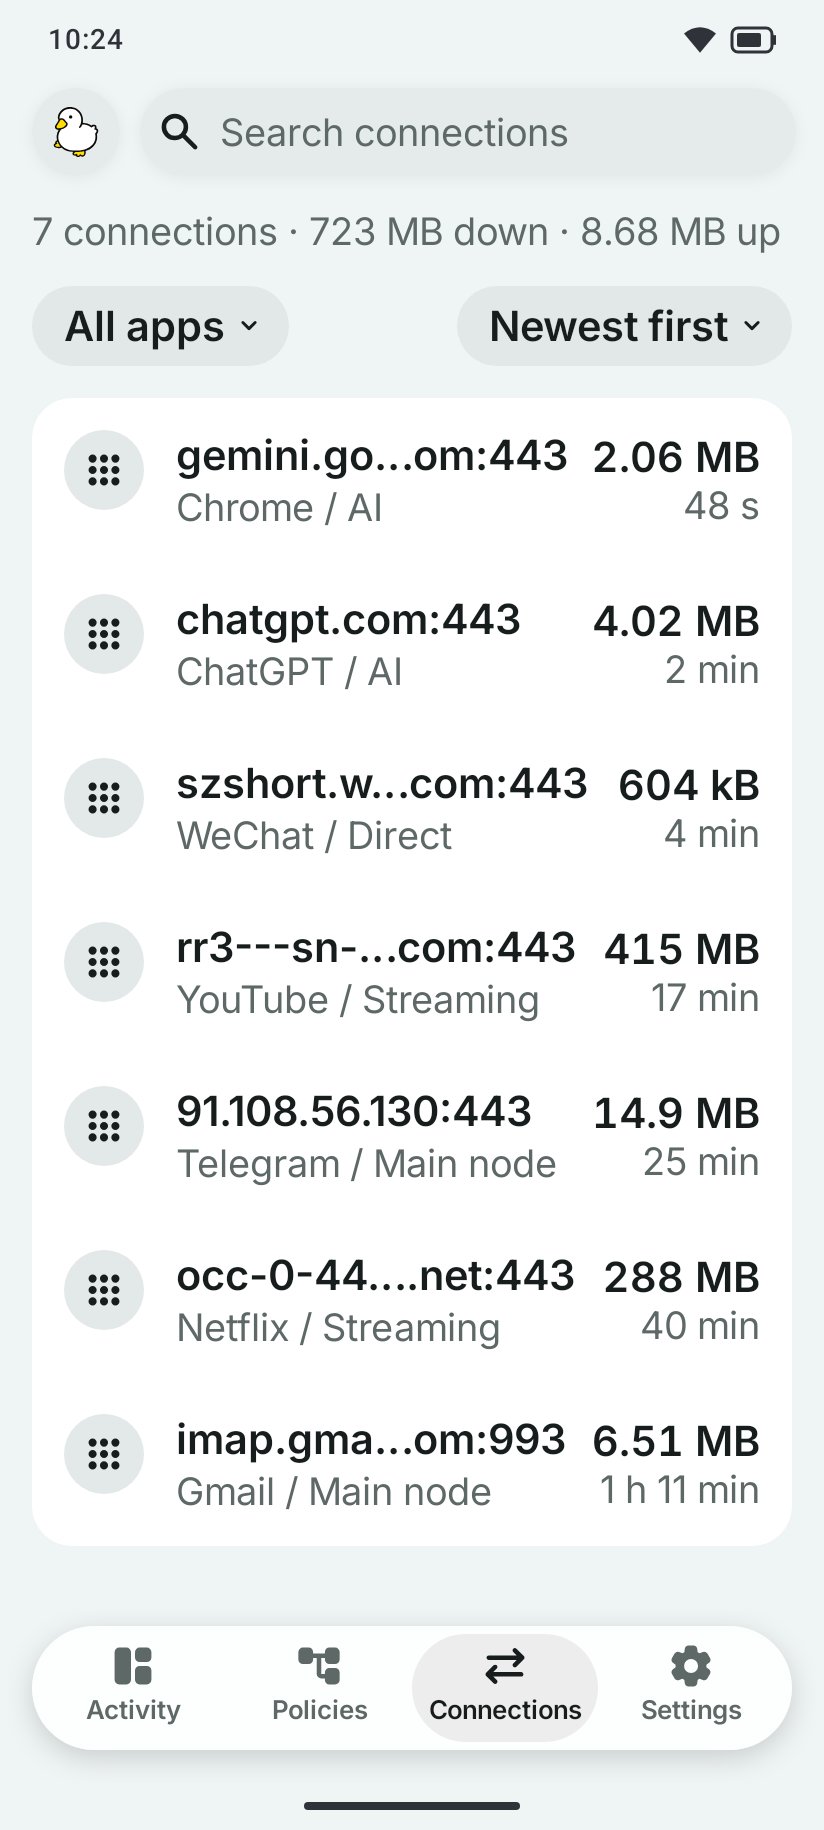 10:24
Search connections
7 connections · 723 MB down · 8.68 MB up
All apps
Newest first
gemini.go...om:443 2.06 MB
Chrome / AI 48 s
chatgpt.com:443 4.02 MB
ChatGPT / AI 2 min
szshort.w...com:443 604 kB
WeChat / Direct 4 min
rr3---sn-...com:443 415 MB
YouTube / Streaming 17 min
91.108.56.130:443 14.9 MB
Telegram / Main node 25 min
occ-0-44....net:443 288 MB
Netflix / Streaming 40 min
imap.gma...om:993 6.51 MB
Gmail / Main node 1 h 11 min
Activity
Policies
Connections
Settings